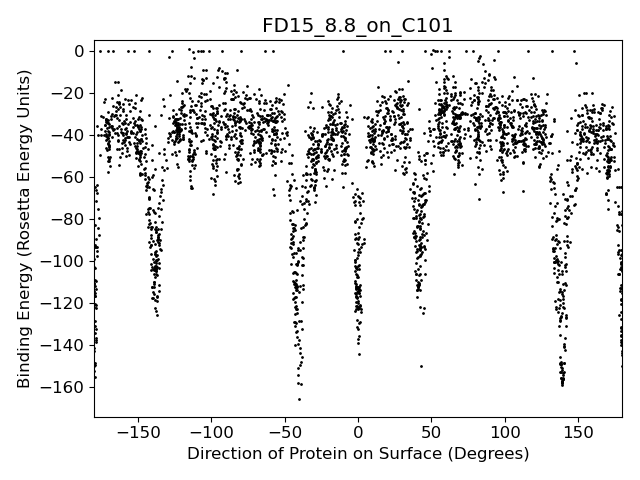 FD15_8.8_on_C101
Binding Energy (Rosetta Energy Units)
0
−20
−40
−60
−80
−100
−120
−140
−160
−150 −100 −50 0 50 100 150
Direction of Protein on Surface (Degrees)